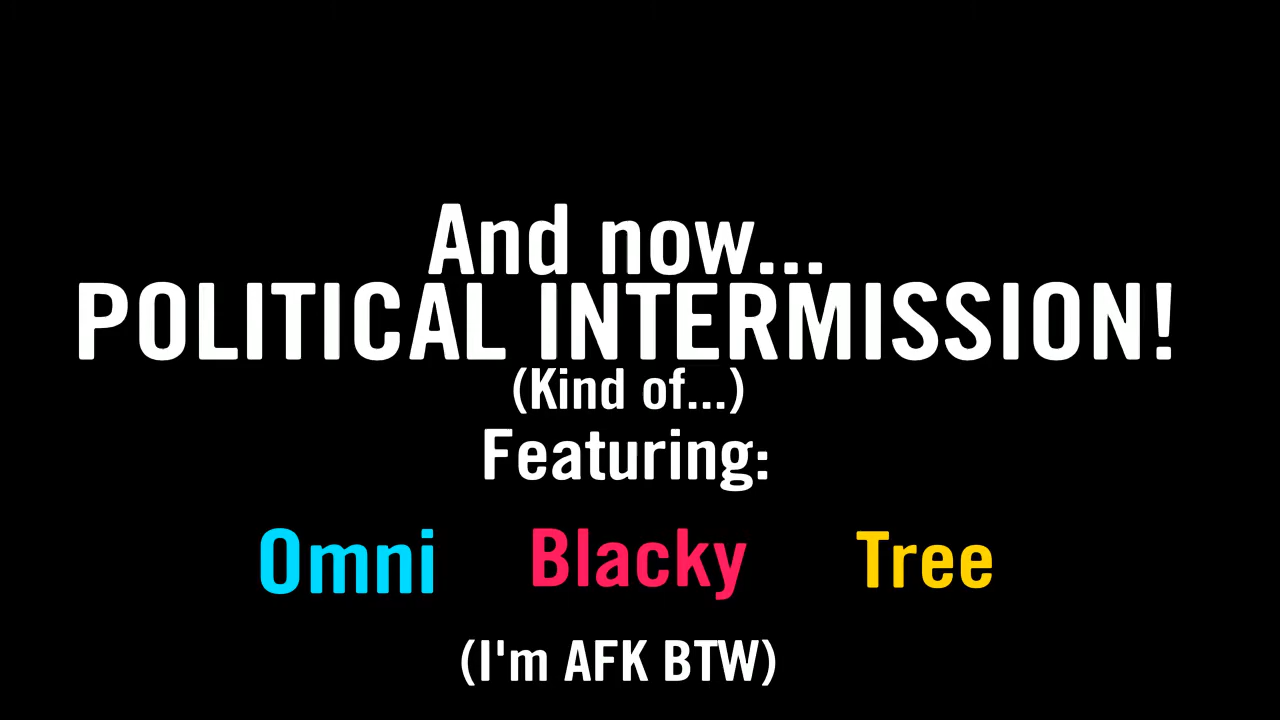 And now...
POLITICAL INTERMISSION!
(Kind of...)
Featuring:
Omni Blacky Tree
(I'm AFK BTW)